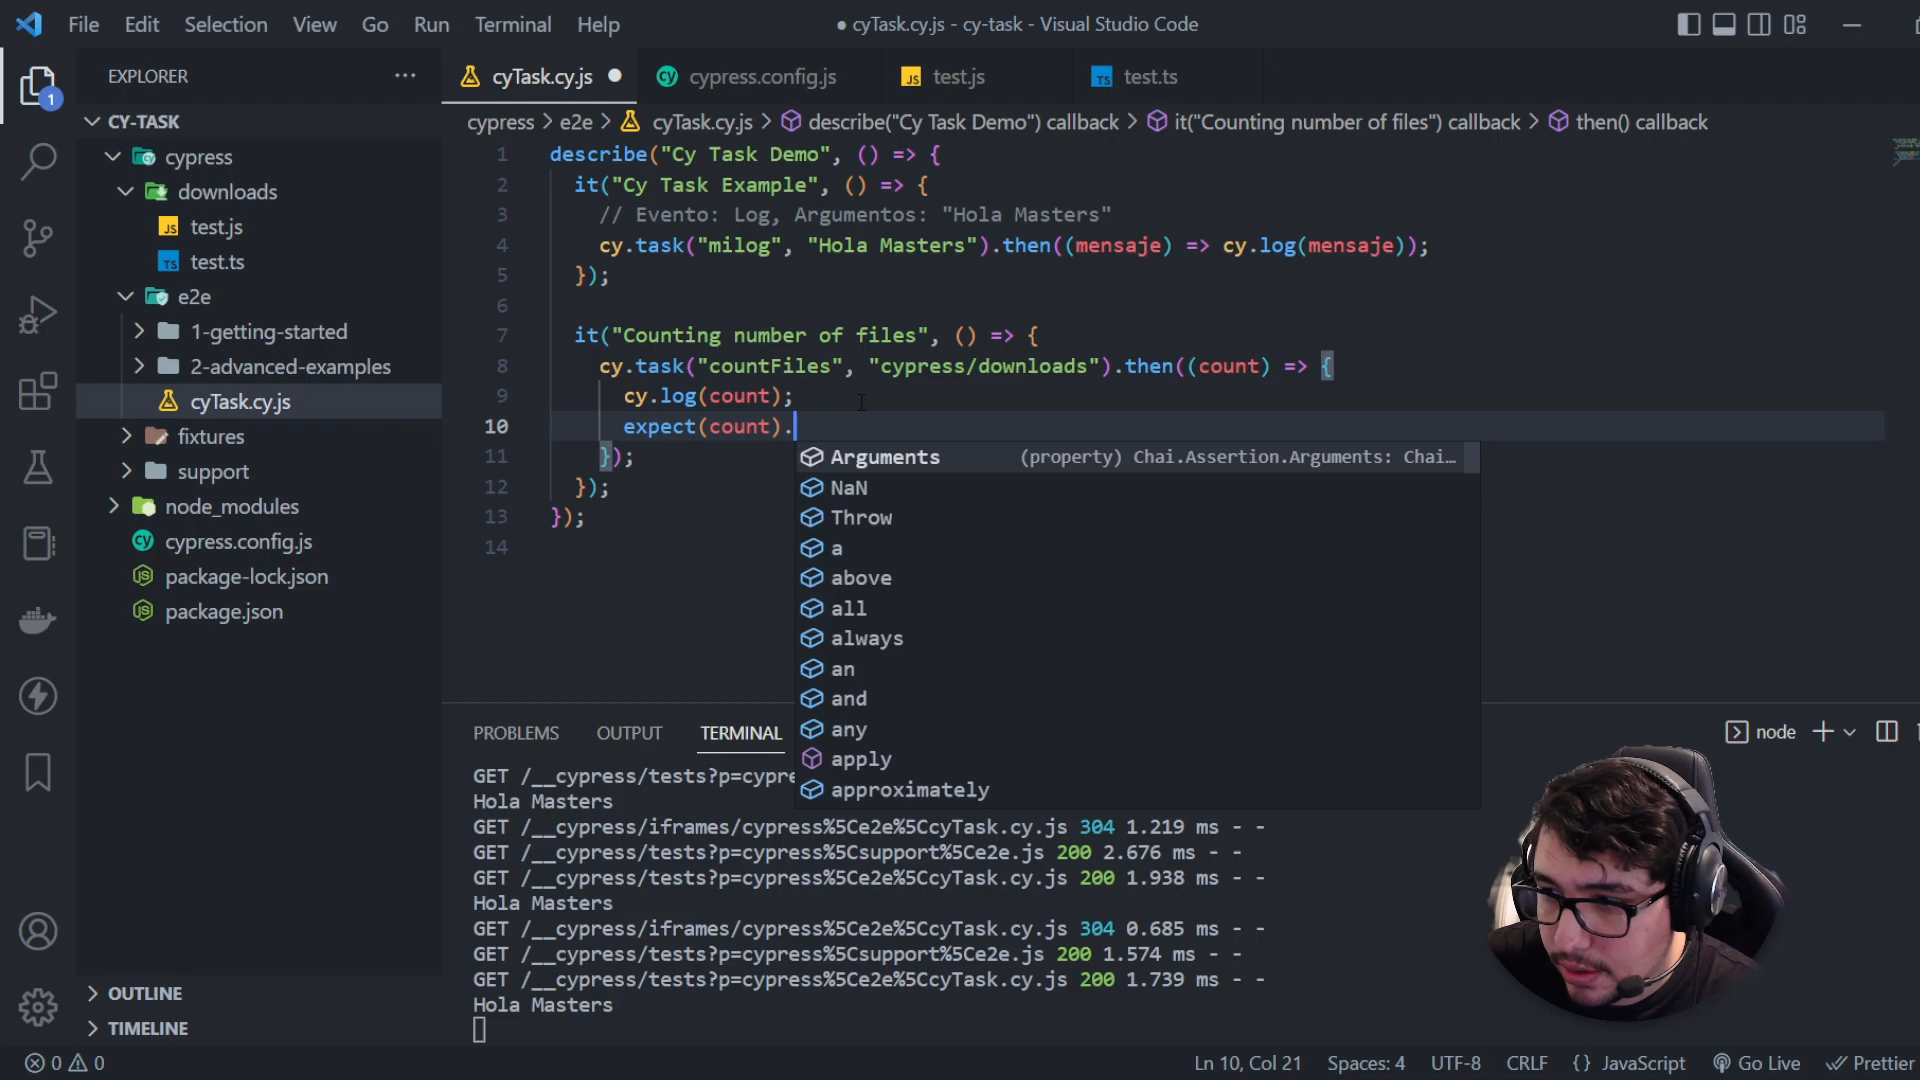 File Edit Selection View Go Run Terminal Help
● cyTask.cy.js - cy-task - Visual Studio Code
EXPLORER ···
cyTask.cy.js ●
cypress.config.js
JS test.js
TS test.ts
1
CY-TASK
cypress
downloads
JS test.js
TS test.ts
e2e
1-getting-started
2-advanced-examples
cyTask.cy.js
fixtures
support
node_modules
cypress.config.js
package-lock.json
package.json
OUTLINE
TIMELINE
cypress > e2e > cyTask.cy.js > describe("Cy Task Demo") callback > it("Counting number of files") callback > then() callback
1 describe("Cy Task Demo", () => {
2 it("Cy Task Example", () => {
3 // Evento: Log, Argumentos: "Hola Masters"
4 cy.task("milog", "Hola Masters").then((mensaje) => cy.log(mensaje));
5 });
6
7 it("Counting number of files", () => {
8 cy.task("countFiles", "cypress/downloads").then((count) => {
9 cy.log(count);
10 expect(count).
11 });
12 });
13 });
14
Arguments (property) Chai.Assertion.Arguments: Chai…
NaN
Throw
a
above
all
always
an
and
any
apply
approximately
PROBLEMS OUTPUT TERMINAL
node
GET /__cypress/tests?p=cypre
Hola Masters
GET /__cypress/iframes/cypress%5Ce2e%5CcyTask.cy.js 304 1.219 ms - -
GET /__cypress/tests?p=cypress%5Csupport%5Ce2e.js 200 2.676 ms - -
GET /__cypress/tests?p=cypress%5Ce2e%5CcyTask.cy.js 200 1.938 ms - -
Hola Masters
GET /__cypress/iframes/cypress%5Ce2e%5CcyTask.cy.js 304 0.685 ms - -
GET /__cypress/tests?p=cypress%5Csupport%5Ce2e.js 200 1.574 ms - -
GET /__cypress/tests?p=cypress%5Ce2e%5CcyTask.cy.js 200 1.739 ms - -
Hola Masters
0 0
Ln 10, Col 21 Spaces: 4 UTF-8 CRLF {} JavaScript Go Live Prettier